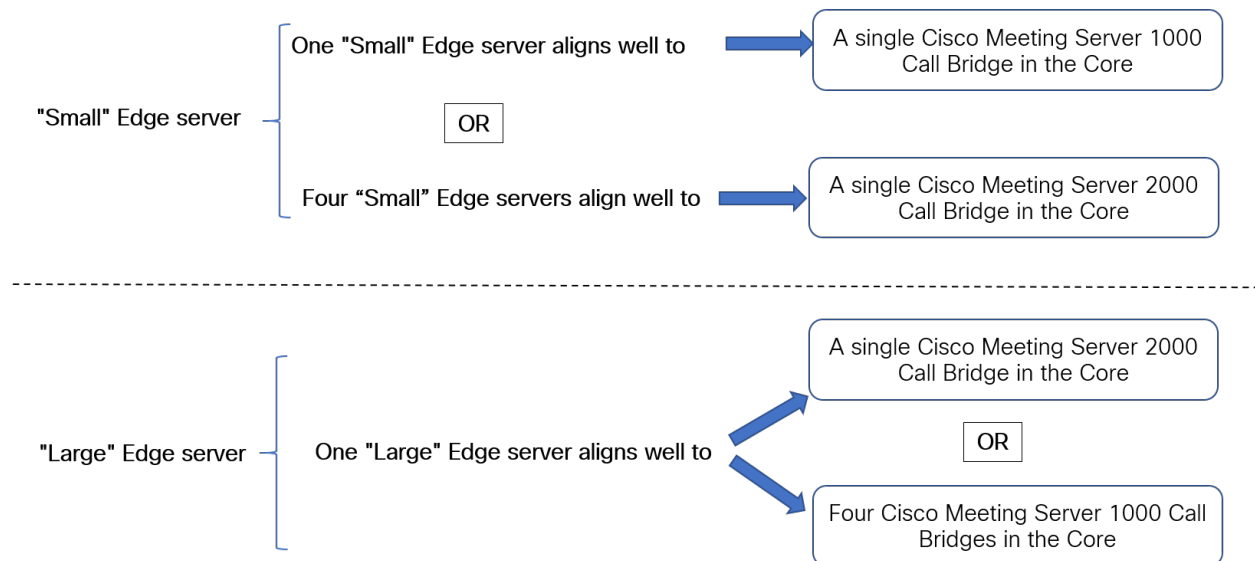 One "Small" Edge server aligns well to
A single Cisco Meeting Server 1000
Call Bridge in the Core
"Small" Edge server
OR
Four “Small” Edge servers align well to
A single Cisco Meeting Server 2000
Call Bridge in the Core
"Large" Edge server
One "Large" Edge server aligns well to
A single Cisco Meeting Server 2000
Call Bridge in the Core
OR
Four Cisco Meeting Server 1000 Call
Bridges in the Core